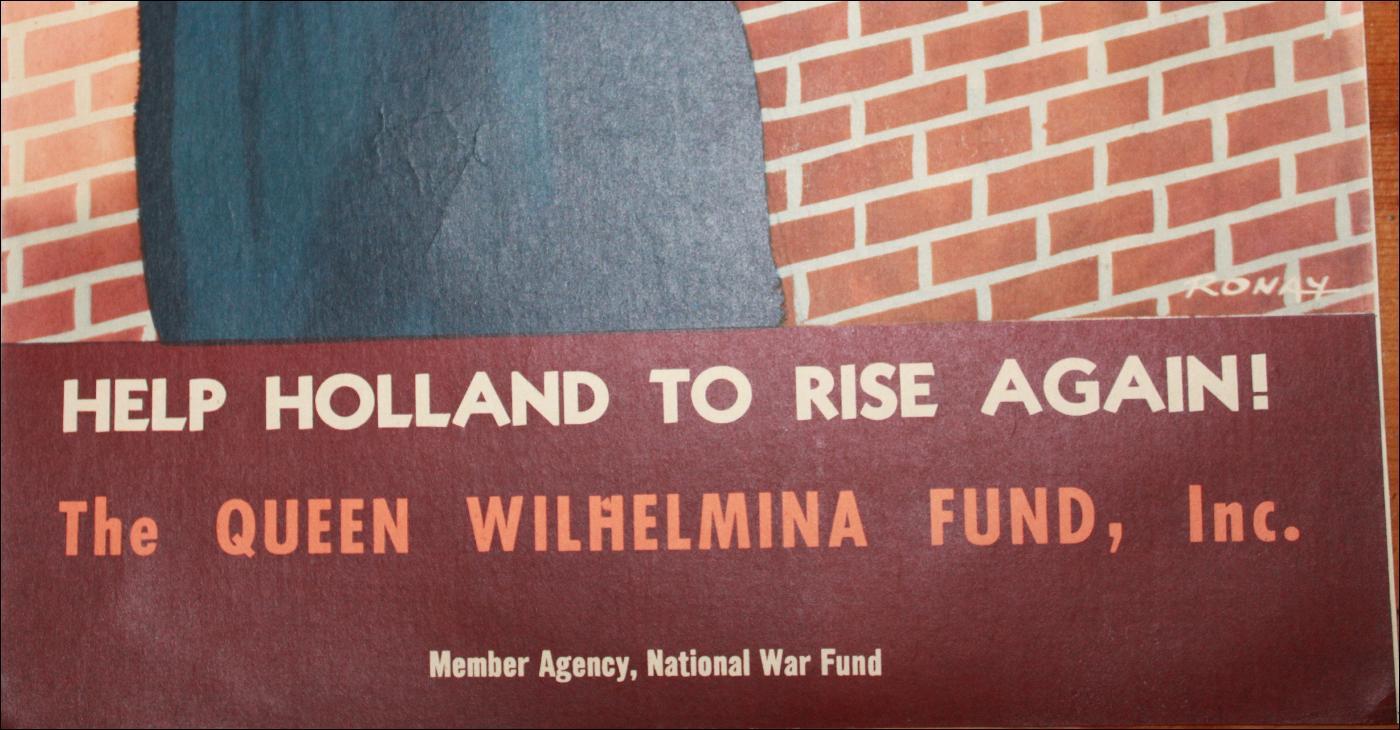 RONAY
HELP HOLLAND TO RISE AGAIN!
The QUEEN WILHELMINA FUND, Inc.
Member Agency, National War Fund